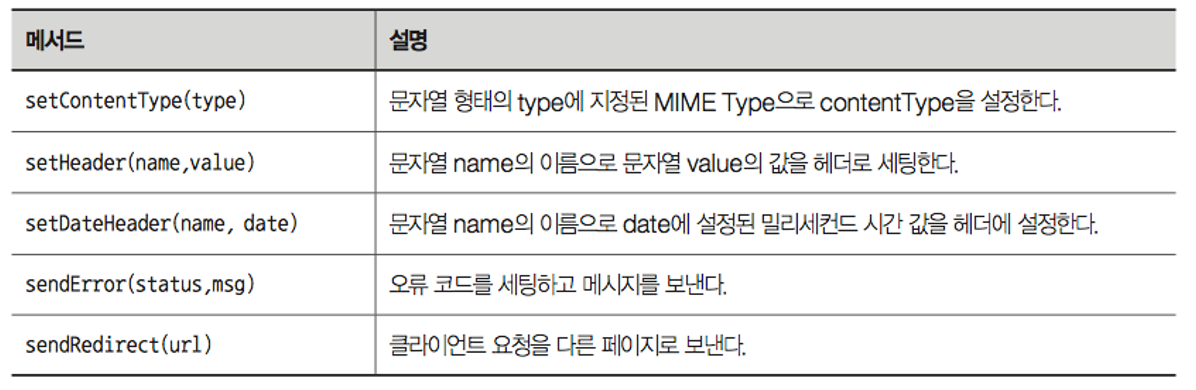 메서드 설명
setContentType(type) 문자열 형태의 type에 지정된 MIME Type으로 contentType을 설정한다.
setHeader(name,value) 문자열 name의 이름으로 문자열 value의 값을 헤더로 세팅한다.
setDateHeader(name, date) 문자열 name의 이름으로 date에 설정된 밀리세컨드 시간 값을 헤더에 설정한다.
sendError(status,msg) 오류 코드를 세팅하고 메시지를 보낸다.
sendRedirect(url) 클라이언트 요청을 다른 페이지로 보낸다.